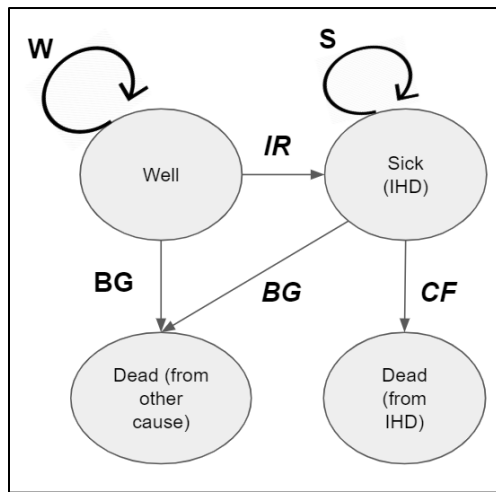 W
S
IR
Well
Sick
(IHD)
BG
BG
CF
Dead (from
other
cause)
Dead
(from
IHD)